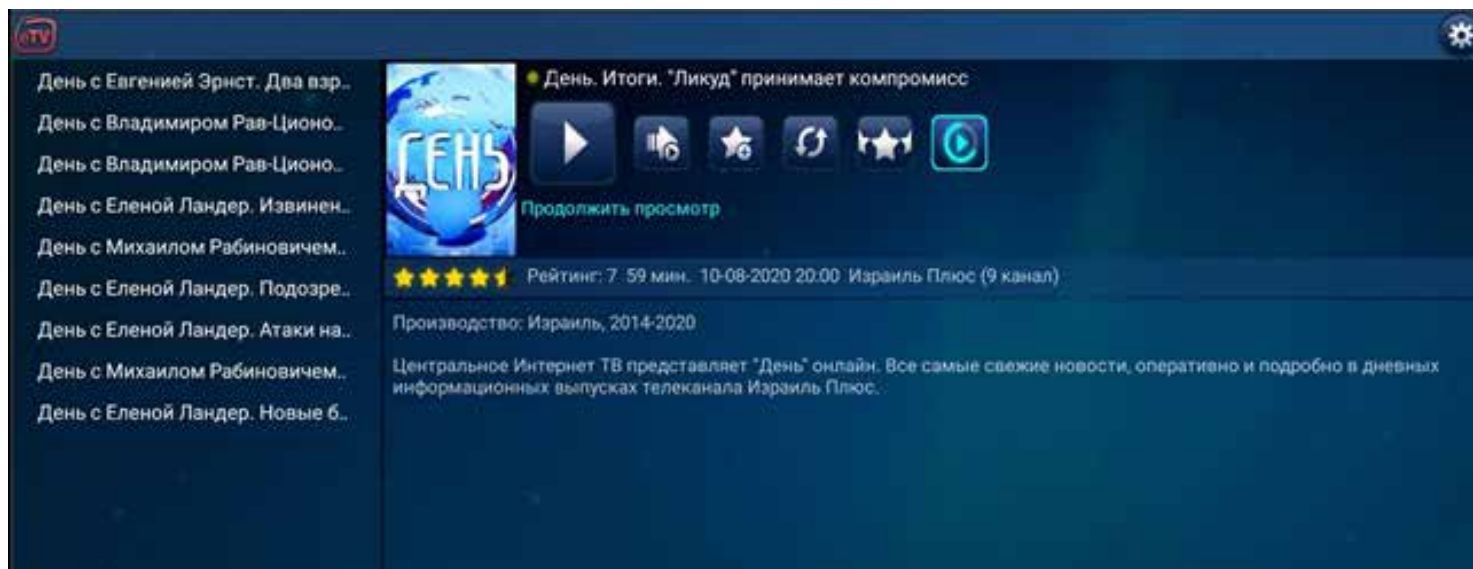 eTV
День с Евгенией Эрнст. Два взр..
День с Владимиром Рав-Ционо..
День с Владимиром Рав-Ционо..
День с Еленой Ландер. Извинен..
День с Михаилом Рабиновичем..
День с Еленой Ландер. Подозре..
День с Еленой Ландер. Атаки на..
День с Михаилом Рабиновичем..
День с Еленой Ландер. Новые б..
ДЕНЬ
День. Итоги. "Ликуд" принимает компромисс
Продолжить просмотр
Рейтинг: 7 59 мин. 10-08-2020 20:00 Израиль Плюс (9 канал)
Производство: Израиль, 2014-2020
Центральное Интернет ТВ представляет "День" онлайн. Все самые свежие новости, оперативно и подробно в дневных
информационных выпусках телеканала Израиль Плюс.